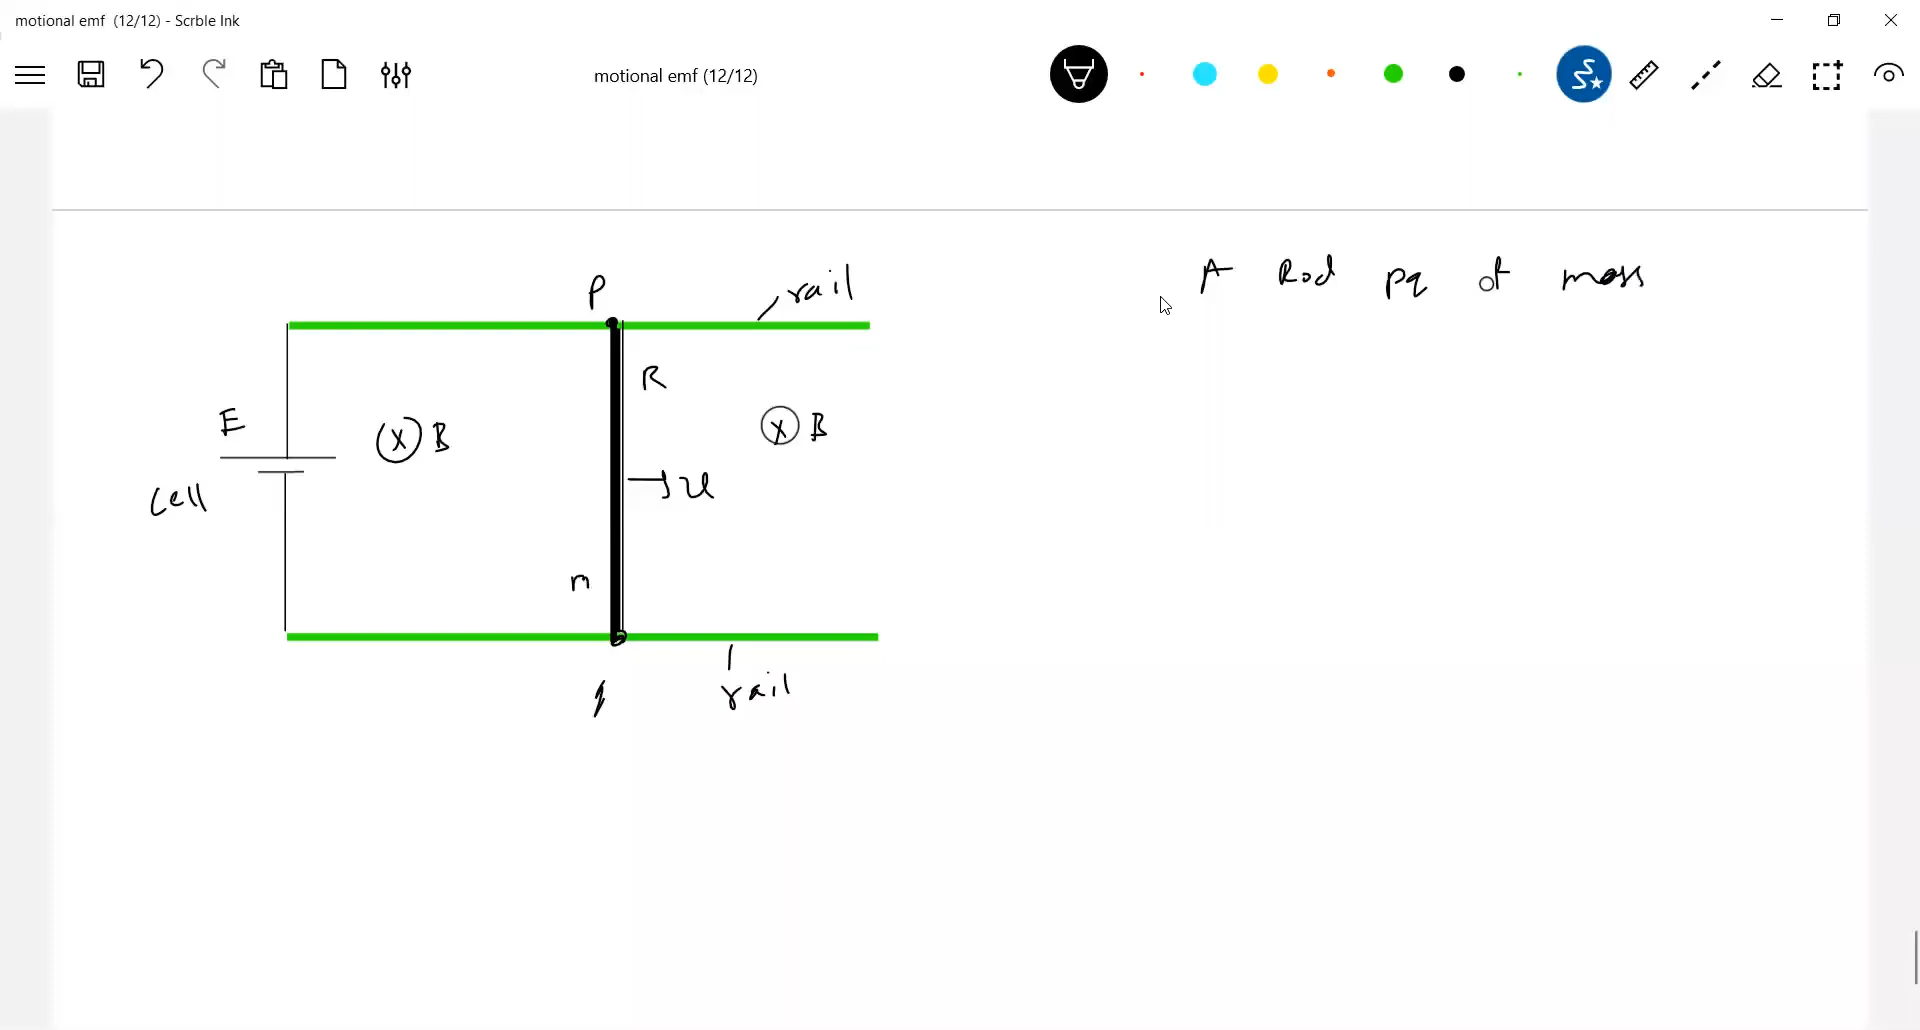 motional emf (12/12) - Scrble Ink
motional emf (12/12)
A Rod pq of mass
P
rail
R
E
B
B
cell
u
m
q
rail